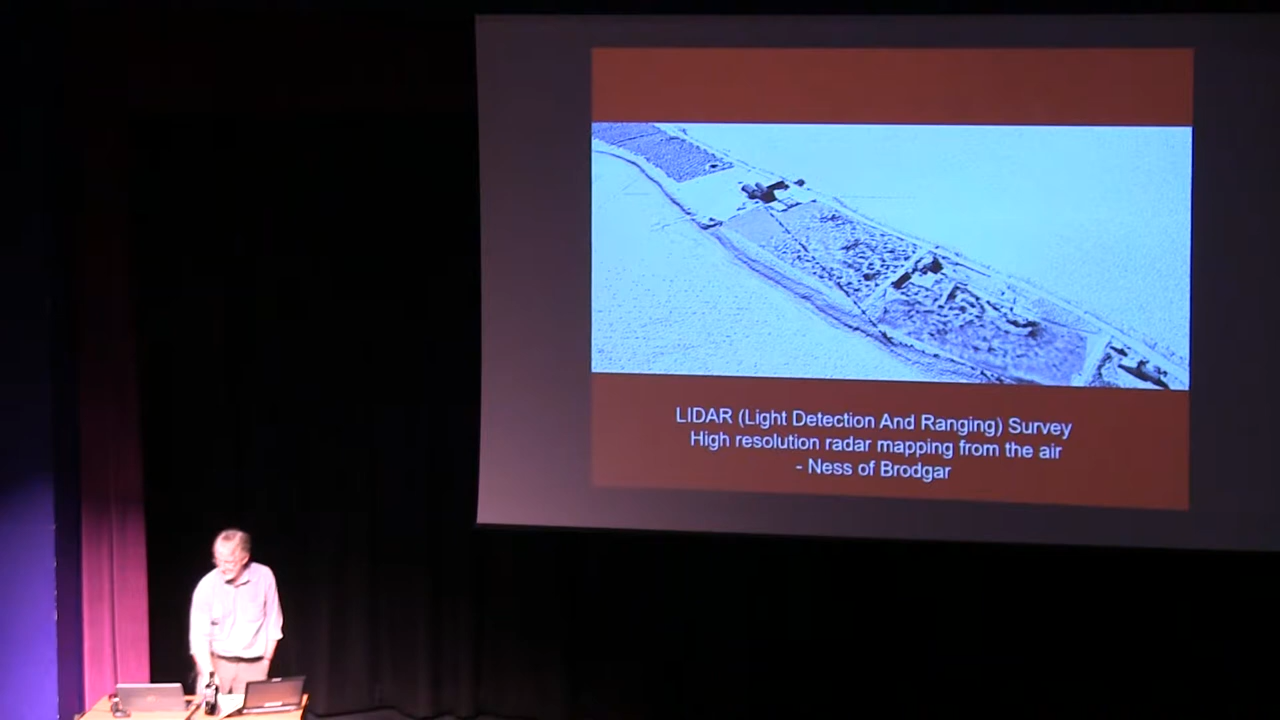 LIDAR (Light Detection And Ranging) Survey
High resolution radar mapping from the air
- Ness of Brodgar